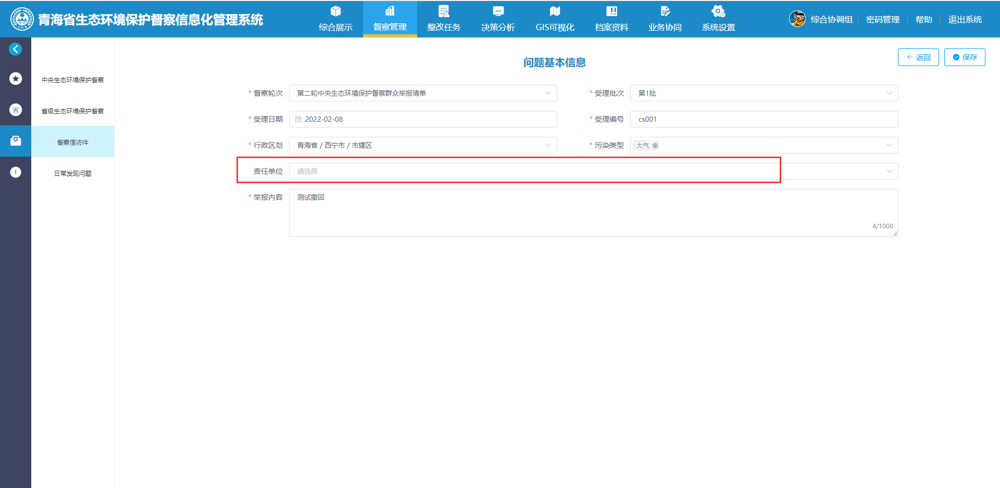 青海省生态环境保护督察信息化管理系统
综合展示
督察管理
整改任务
决策分析
GIS可视化
档案资料
业务协同
系统设置
综合协调组
密码管理
帮助
退出系统
省
中央生态环境保护督察
省级生态环境保护督察
督察信访件
日常发现问题
问题基本信息
返回
保存
* 督察轮次 第二轮中央生态环境保护督察群众举报清单
* 受理批次 第1批
* 受理日期 2022-02-08
* 受理编号 cs001
* 行政区划 青海省 / 西宁市 / 市辖区
* 污染类型 大气
责任单位 请选择
* 举报内容 测试撤回
4/1000